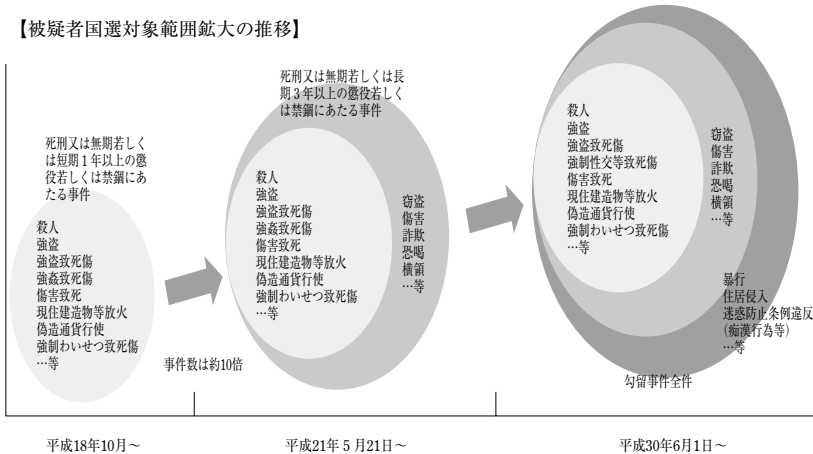 【被疑者国選対象範囲鉱大の推移】
死刑又は無期若しく
は短期1年以上の懲
役若しくは禁錮にあ
たる事件
殺人
強盗
強盗致死傷
強姦致死傷
傷害致死
現住建造物等放火
偽造通貨行使
強制わいせつ致死傷
…等
事件数は約10倍
死刑又は無期若しくは長
期3年以上の懲役若しく
は禁錮にあたる事件
殺人
強盗
強盗致死傷
強姦致死傷
傷害致死
現住建造物等放火
偽造通貨行使
強制わいせつ致死傷
…等
窃盗
傷害
詐欺
恐喝
横領
…等
殺人
強盗
強盗致死傷
強制性交等致死傷
傷害致死
現住建造物等放火
偽造通貨行使
強制わいせつ致死傷
…等
窃盗
傷害
詐欺
恐喝
横領
…等
暴行
住居侵入
迷惑防止条例違反
(痴漢行為等)
…等
勾留事件全件
平成18年10月～
平成21年5月21日～
平成30年6月1日～